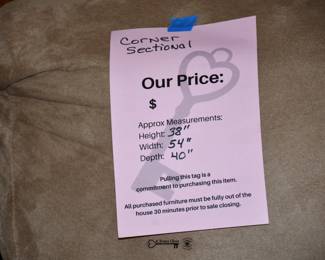 Corner
Sectional
Our Price:
$
Approx Measurements:
Height: 38"
Width: 54"
Depth: 40"
Pulling this tag is a
commitment to purchasing this item.
All purchased furniture must be fully out of the
house 30 minutes prior to sale closing.